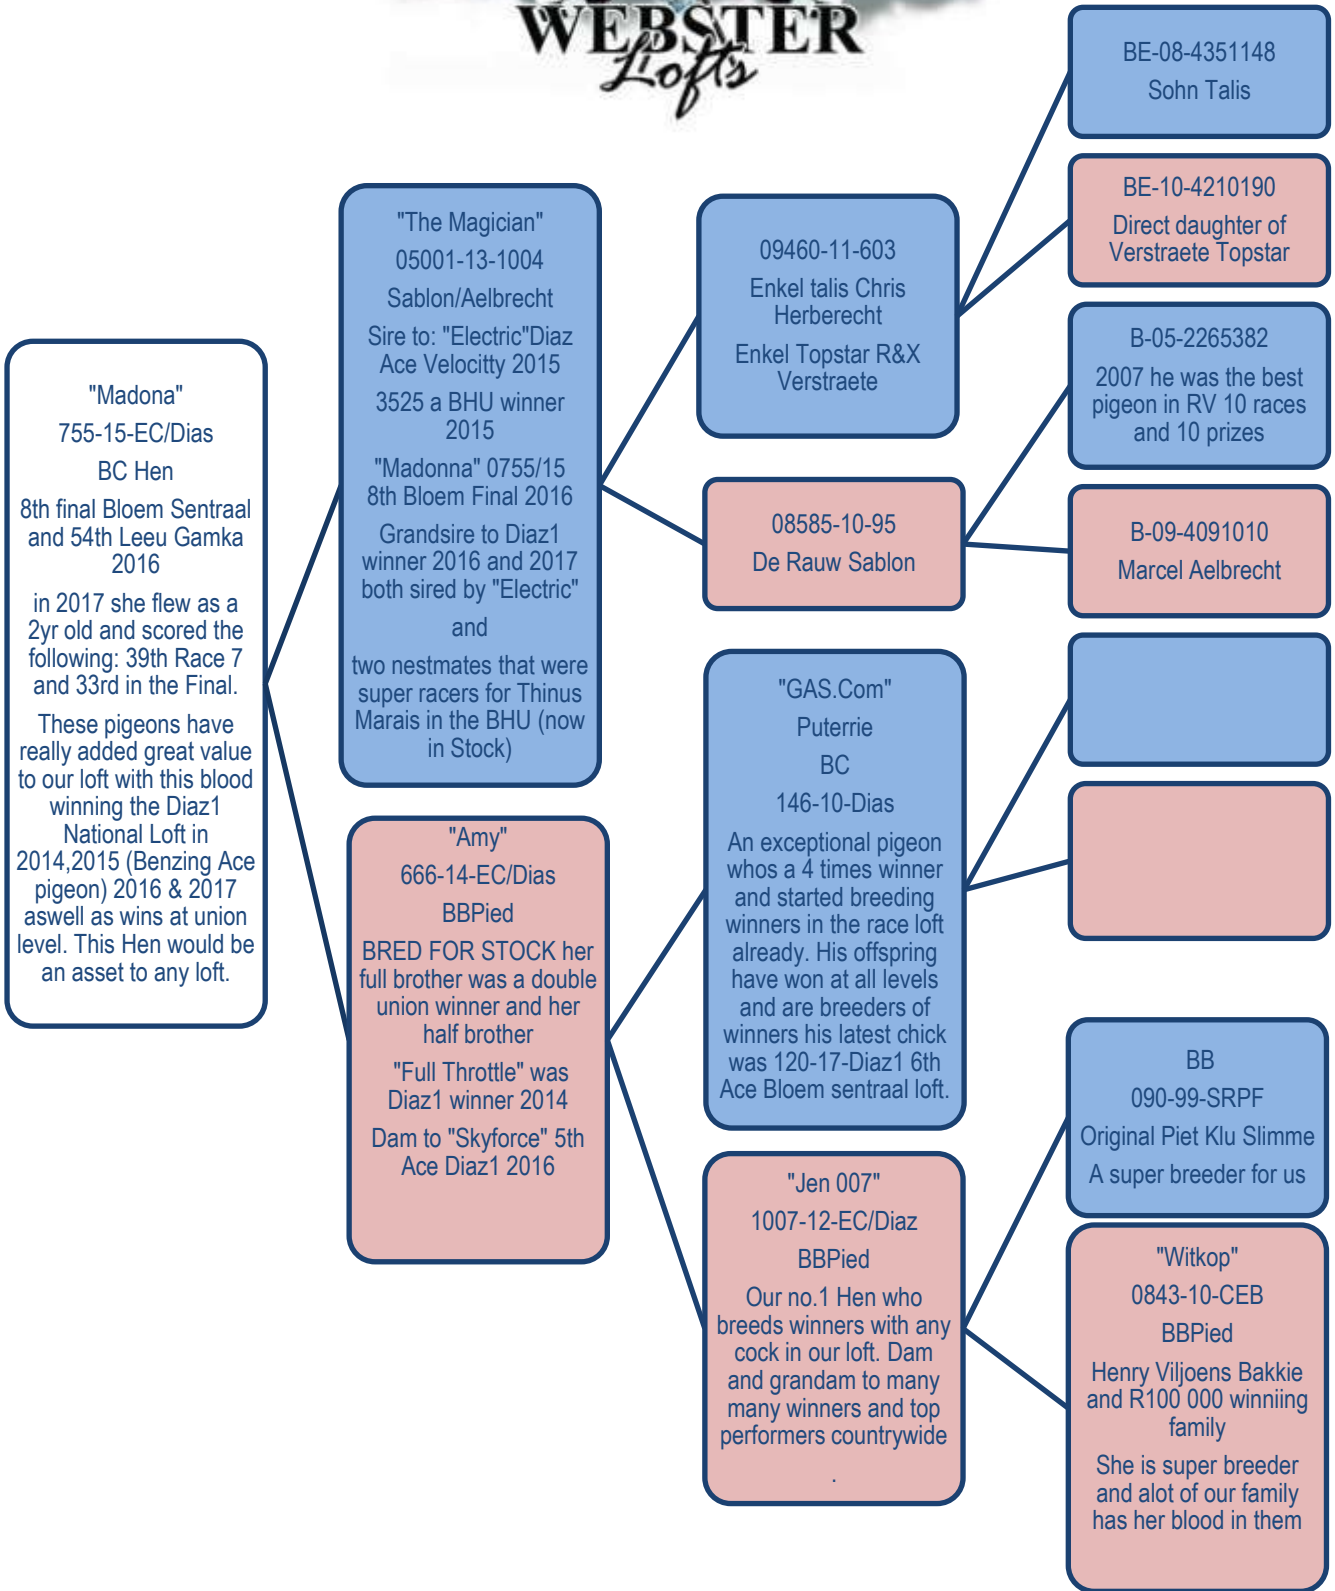 WEBSTER
Lofts
"Madona"
755-15-EC/Dias
BC Hen
8th final Bloem Sentraal
and 54th Leeu Gamka
2016
in 2017 she flew as a
2yr old and scored the
following: 39th Race 7
and 33rd in the Final.
These pigeons have
really added great value
to our loft with this blood
winning the Diaz1
National Loft in
2014,2015 (Benzing Ace
pigeon) 2016 & 2017
aswell as wins at union
level. This Hen would be
an asset to any loft.
"The Magician"
05001-13-1004
Sablon/Aelbrecht
Sire to: "Electric"Diaz
Ace Velocitty 2015
3525 a BHU winner
2015
"Madonna" 0755/15
8th Bloem Final 2016
Grandsire to Diaz1
winner 2016 and 2017
both sired by "Electric"
and
two nestmates that were
super racers for Thinus
Marais in the BHU (now
in Stock)
"Amy"
666-14-EC/Dias
BBPied
BRED FOR STOCK her
full brother was a double
union winner and her
half brother
"Full Throttle" was
Diaz1 winner 2014
Dam to "Skyforce" 5th
Ace Diaz1 2016
09460-11-603
Enkel talis Chris
Herberecht
Enkel Topstar R&X
Verstraete
08585-10-95
De Rauw Sablon
"GAS.Com"
Puterrie
BC
146-10-Dias
An exceptional pigeon
whos a 4 times winner
and started breeding
winners in the race loft
already. His offspring
have won at all levels
and are breeders of
winners his latest chick
was 120-17-Diaz1 6th
Ace Bloem sentraal loft.
"Jen 007"
1007-12-EC/Diaz
BBPied
Our no.1 Hen who
breeds winners with any
cock in our loft. Dam
and grandam to many
many winners and top
performers countrywide
.
BE-08-4351148
Sohn Talis
BE-10-4210190
Direct daughter of
Verstraete Topstar
B-05-2265382
2007 he was the best
pigeon in RV 10 races
and 10 prizes
B-09-4091010
Marcel Aelbrecht
BB
090-99-SRPF
Original Piet Klu Slimme
A super breeder for us
"Witkop"
0843-10-CEB
BBPied
Henry Viljoens Bakkie
and R100 000 winniing
family
She is super breeder
and alot of our family
has her blood in them